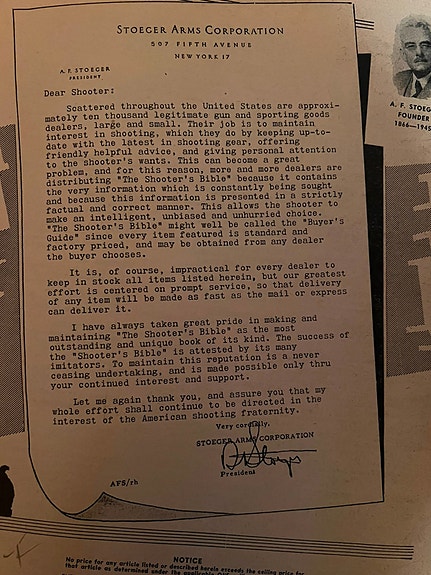 STOEGER ARMS CORPORATION
507 FIFTH AVENUE
NEW YORK 17
A. F. STOEGER
PRESIDENT
Dear Shooter:
Scattered throughout the United States are approxi-
mately ten thousand legitimate gun and sporting goods
dealers, large and small. Their job is to maintain
interest in shooting, which they do by keeping up-to-
date with the latest in shooting gear, offering
friendly helpful advice, and giving personal attention
to the shooter's wants. This can become a great
problem, and for this reason, more and more dealers are
distributing "The Shooter's Bible" because it contains
the very information which is constantly being sought
and because this information is presented in a strictly
factual and correct manner. This allows the shooter to
make an intelligent, unbiased and unhurried choice.
"The Shooter's Bible" might well be called the "Buyer's
Guide" since every item featured is standard and
factory priced, and may be obtained from any dealer
the buyer chooses.
It is, of course, impractical for every dealer to
keep in stock all items listed herein, but our greatest
effort is centered on prompt service, so that delivery
of any item will be made as fast as the mail or express
can deliver it.
I have always taken great pride in making and
maintaining "The Shooter's Bible" as the most
outstanding and unique book of its kind. The success of
the "Shooter's Bible" is attested by its many
imitators. To maintain this reputation is a never
ceasing undertaking, and is made possible only thru
your continued interest and support.
Let me again thank you, and assure you that my
whole effort shall continue to be directed in the
interest of the American shooting fraternity.
Very cordially,
STOEGER ARMS CORPORATION
President
AFS/rh
A. F. STOEGER
FOUNDER
1866—1945
NOTICE
No price for any article listed or described herein exceeds the ceiling price for
that article as determined under the applicable